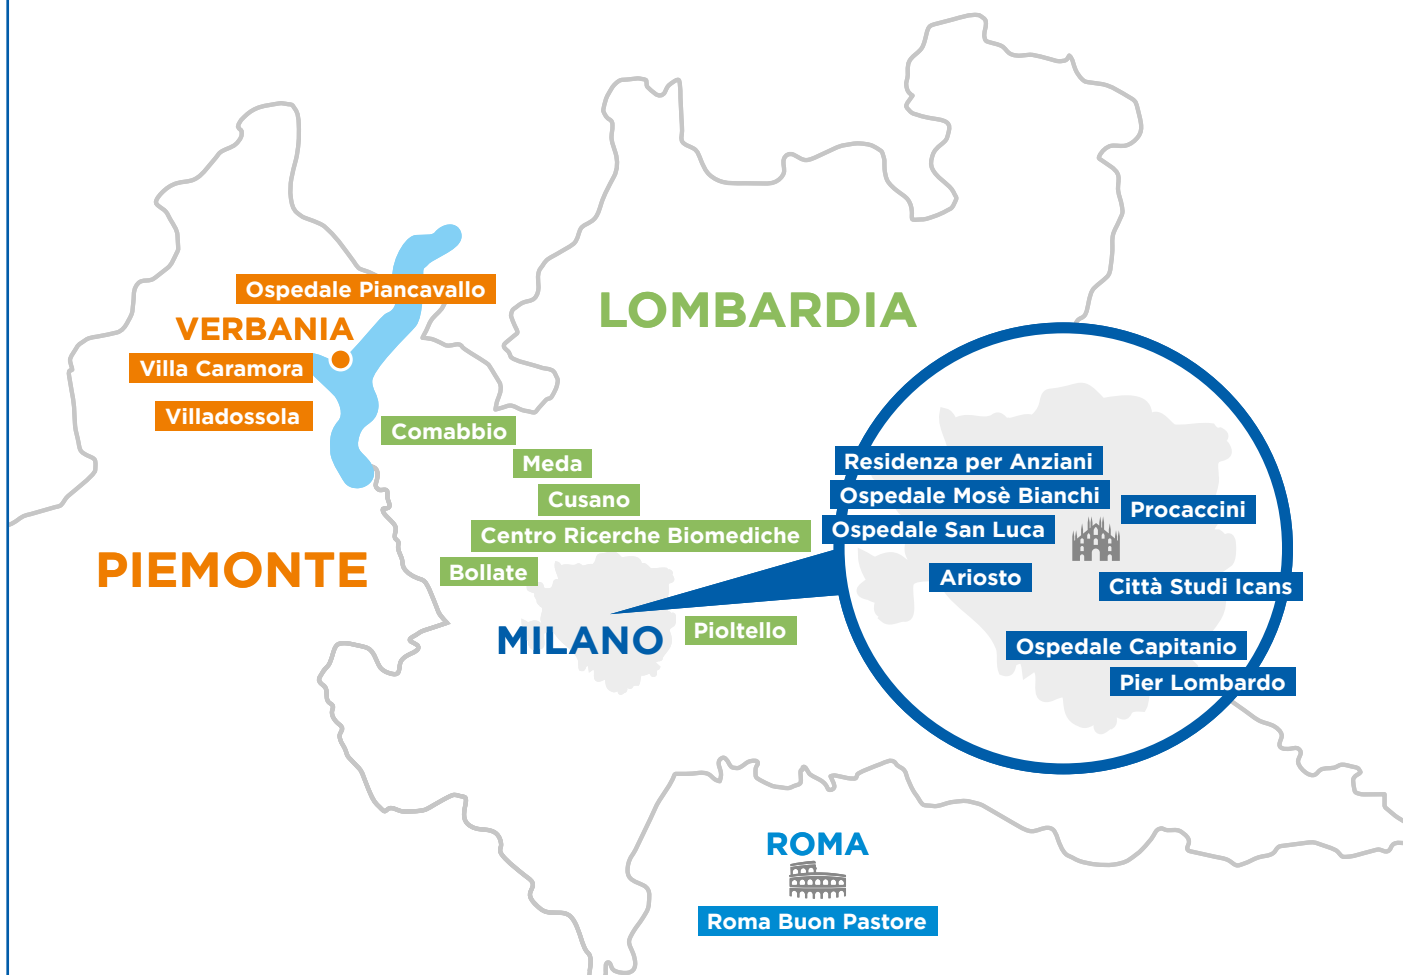 Ospedale Piancavallo
VERBANIA
Villa Caramora
Villadossola
PIEMONTE
LOMBARDIA
Comabbio
Meda
Cusano
Centro Ricerche Biomediche
Bollate
MILANO
Pioltello
Residenza per Anziani
Ospedale Mosè Bianchi
Procaccini
Ospedale San Luca
Ariosto
Città Studi Icans
Ospedale Capitanio
Pier Lombardo
ROMA
Roma Buon Pastore